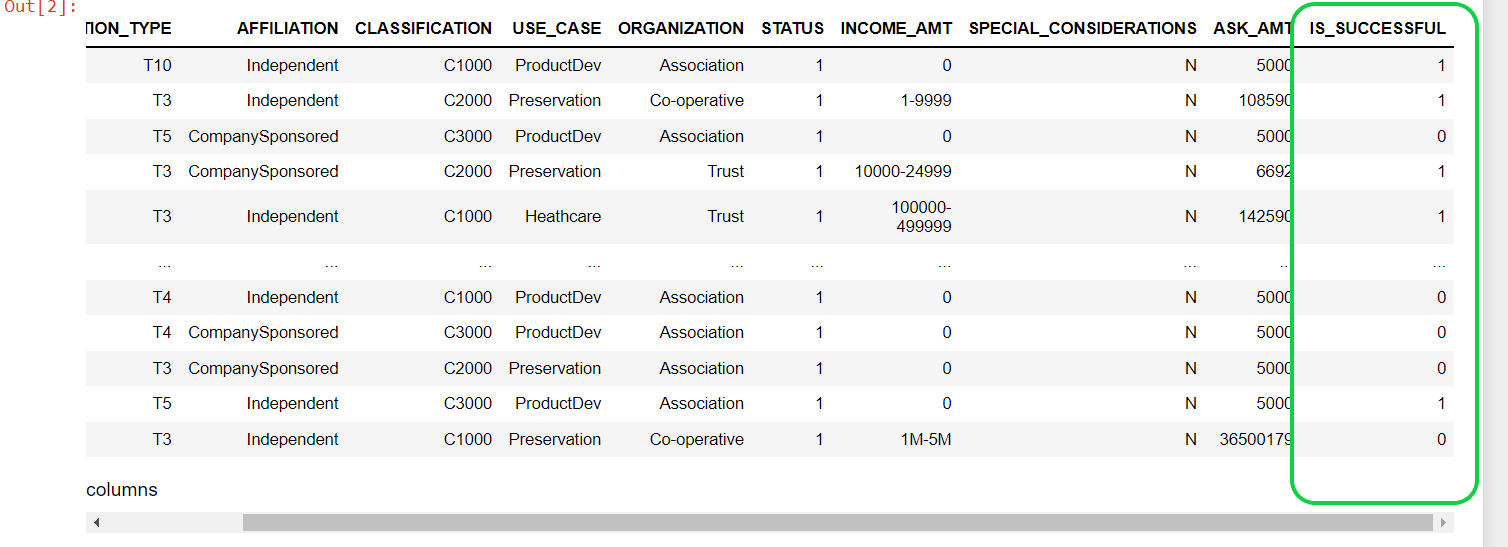 Out[2]:
TION_TYPE AFFILIATION CLASSIFICATION USE_CASE ORGANIZATION STATUS INCOME_AMT SPECIAL_CONSIDERATIONS ASK_AMT IS_SUCCESSFUL
T10 Independent C1000 ProductDev Association 1 0 N 5000 1
T3 Independent C2000 Preservation Co-operative 1 1-9999 N 108590 1
T5 CompanySponsored C3000 ProductDev Association 1 0 N 5000 0
T3 CompanySponsored C2000 Preservation Trust 1 10000-24999 N 6692 1
T3 Independent C1000 Heathcare Trust 1 100000-499999 N 142590 1
... ... ... ... ... ... ... ... ... ...
T4 Independent C1000 ProductDev Association 1 0 N 5000 0
T4 CompanySponsored C3000 ProductDev Association 1 0 N 5000 0
T3 CompanySponsored C2000 Preservation Association 1 0 N 5000 0
T5 Independent C3000 ProductDev Association 1 0 N 5000 1
T3 Independent C1000 Preservation Co-operative 1 1M-5M N 36500179 0
columns